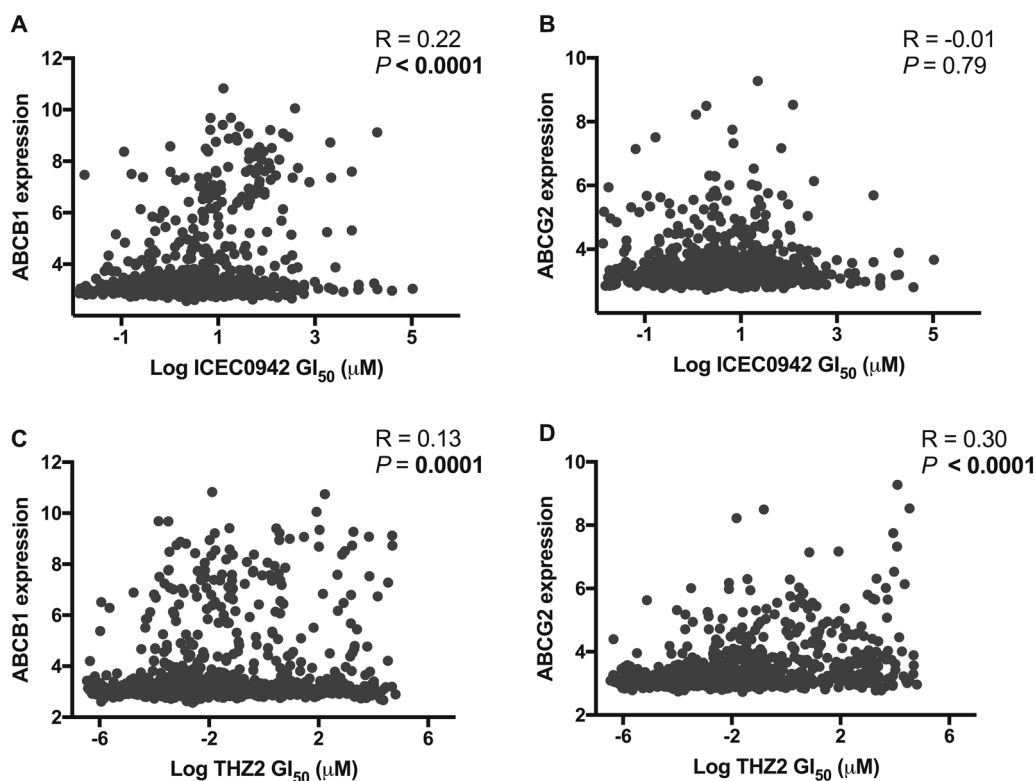 A
R = 0.22
P < 0.0001
12
10
8
6
4
ABCB1 expression
-1
1
3
5
Log ICEC0942 GI50 (μM)
B
R = -0.01
P = 0.79
10
8
6
4
ABCG2 expression
-1
1
3
5
Log ICEC0942 GI50 (μM)
C
R = 0.13
P = 0.0001
12
10
8
6
4
2
ABCB1 expression
-6
-2
2
6
Log THZ2 GI50 (μM)
D
R = 0.30
P < 0.0001
10
8
6
4
2
ABCG2 expression
-6
-2
2
6
Log THZ2 GI50 (μM)